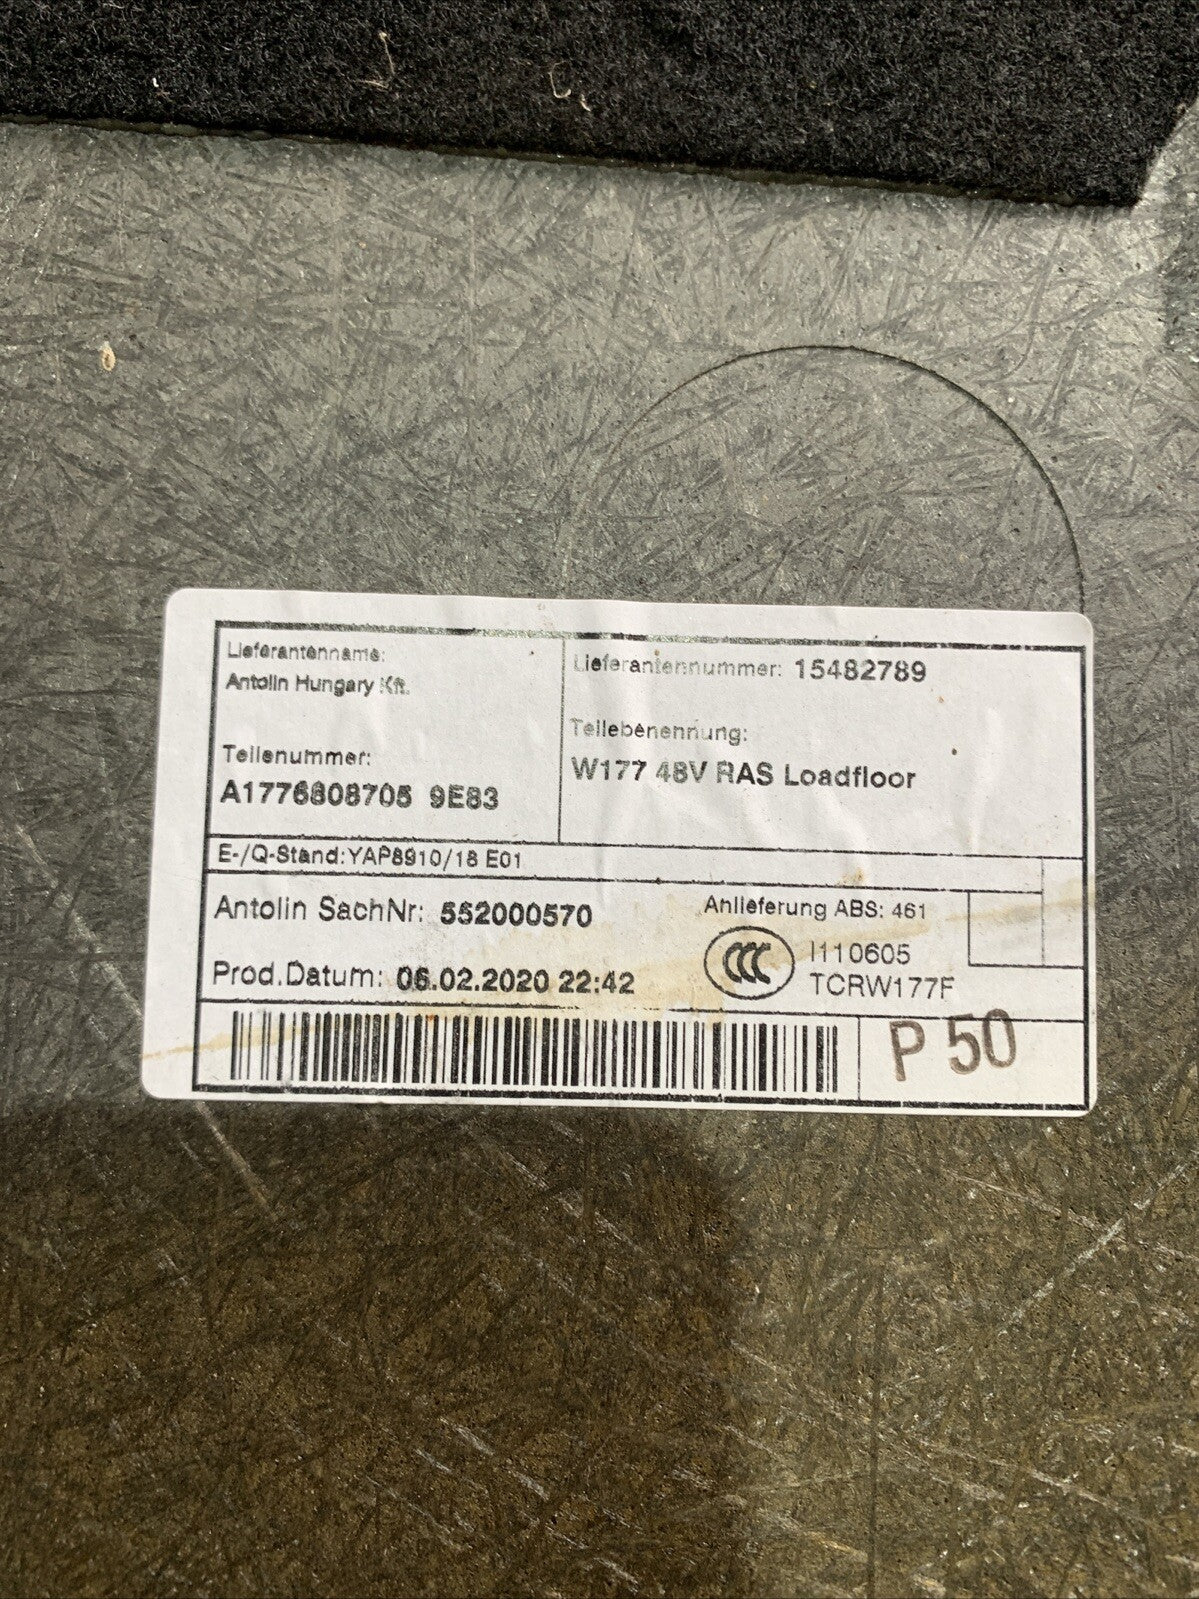 Lieferantenname:
Antolin Hungary Kft.
Teilenummer:
A1776808705 9E83
Lieferantennummer: 15482789
Teilebenennung:
W177 48V RAS Loadfloor
E-/Q-Stand:YAP8910/18 E01
Antolin SachNr: 552000570
Prod.Datum: 06.02.2020 22:42
Anlieferung ABS: 461
CCC
I110605
TCRW177F
P 50